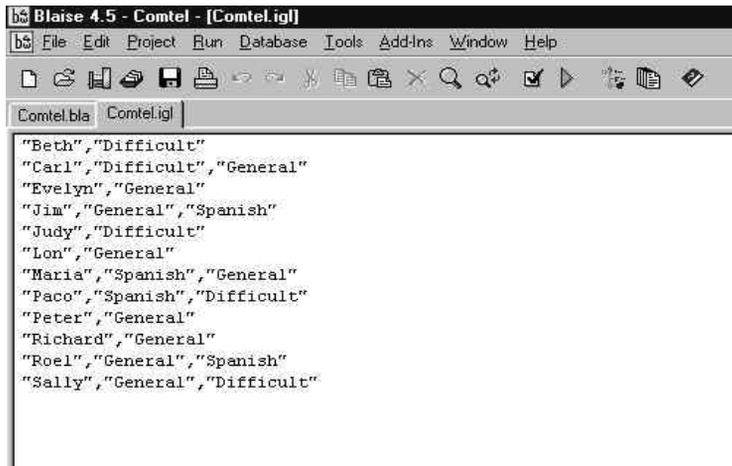 Blaise 4.5 - Comtel - [Comtel.igl]
File Edit Project Run Database Tools Add-Ins Window Help
Comtel.bla Comtel.igl
"Beth","Difficult"
"Carl","Difficult","General"
"Evelyn","General"
"Jim","General","Spanish"
"Judy","Difficult"
"Lon","General"
"Maria","Spanish","General"
"Paco","Spanish","Difficult"
"Peter","General"
"Richard","General"
"Roel","General","Spanish"
"Sally","General","Difficult"